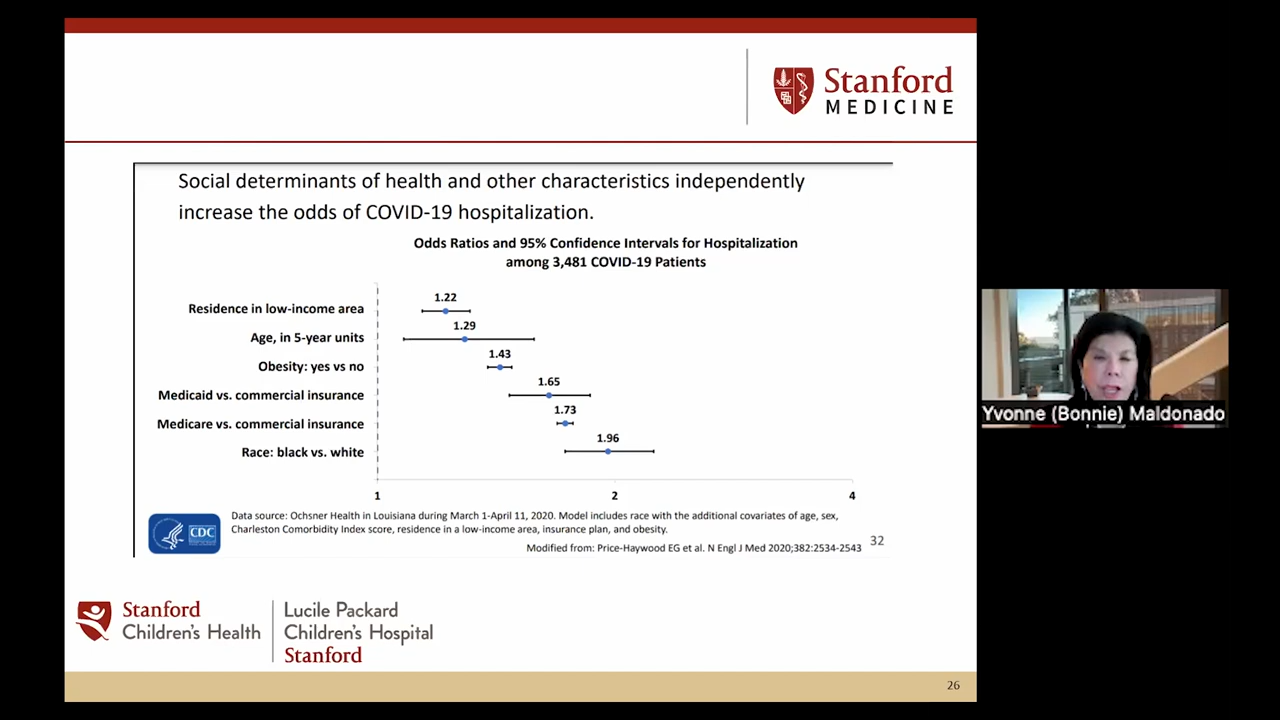 Stanford
MEDICINE
Social determinants of health and other characteristics independently
increase the odds of COVID-19 hospitalization.
Odds Ratios and 95% Confidence Intervals for Hospitalization
among 3,481 COVID-19 Patients
1.22
Residence in low-income area
1.29
Age, in 5-year units
1.43
Obesity: yes vs no
1.65
Medicaid vs. commercial insurance
1.73
Medicare vs. commercial insurance
1.96
Race: black vs. white
1 2 4
CDC
Data source: Ochsner Health in Louisiana during March 1-April 11, 2020. Model includes race with the additional covariates of age, sex,
Charleston Comorbidity Index score, residence in a low-income area, insurance plan, and obesity.
Modified from: Price-Haywood EG et al. N Engl J Med 2020;382:2534-2543
32
Stanford
Children's Health
Lucile Packard
Children's Hospital
Stanford
26
Yvonne (Bonnie) Maldonado